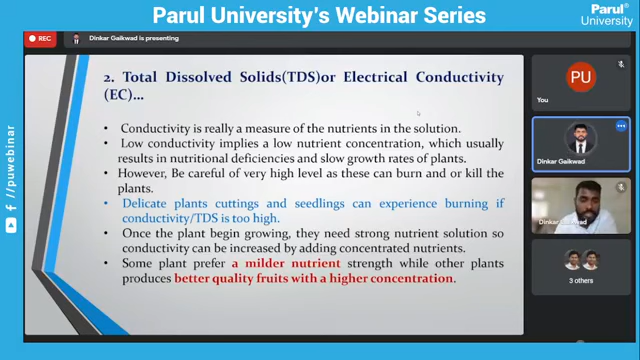 Parul University's Webinar Series
Parul®
University
REC
Dinkar Gaikwad is presenting
2. Total Dissolved Solids(TDS)or Electrical Conductivity
(EC)...
• Conductivity is really a measure of the nutrients in the solution.
• Low conductivity implies a low nutrient concentration, which usually
results in nutritional deficiencies and slow growth rates of plants.
• However, Be careful of very high level as these can burn and or kill the
plants.
• Delicate plants cuttings and seedlings can experience burning if
conductivity/TDS is too high.
• Once the plant begin growing, they need strong nutrient solution so
conductivity can be increased by adding concentrated nutrients.
• Some plant prefer a milder nutrient strength while other plants
produces better quality fruits with a higher concentration.
PU
You
Dinkar Gaikwad
Dinkar Gaikwad
3 others
/puwebinar